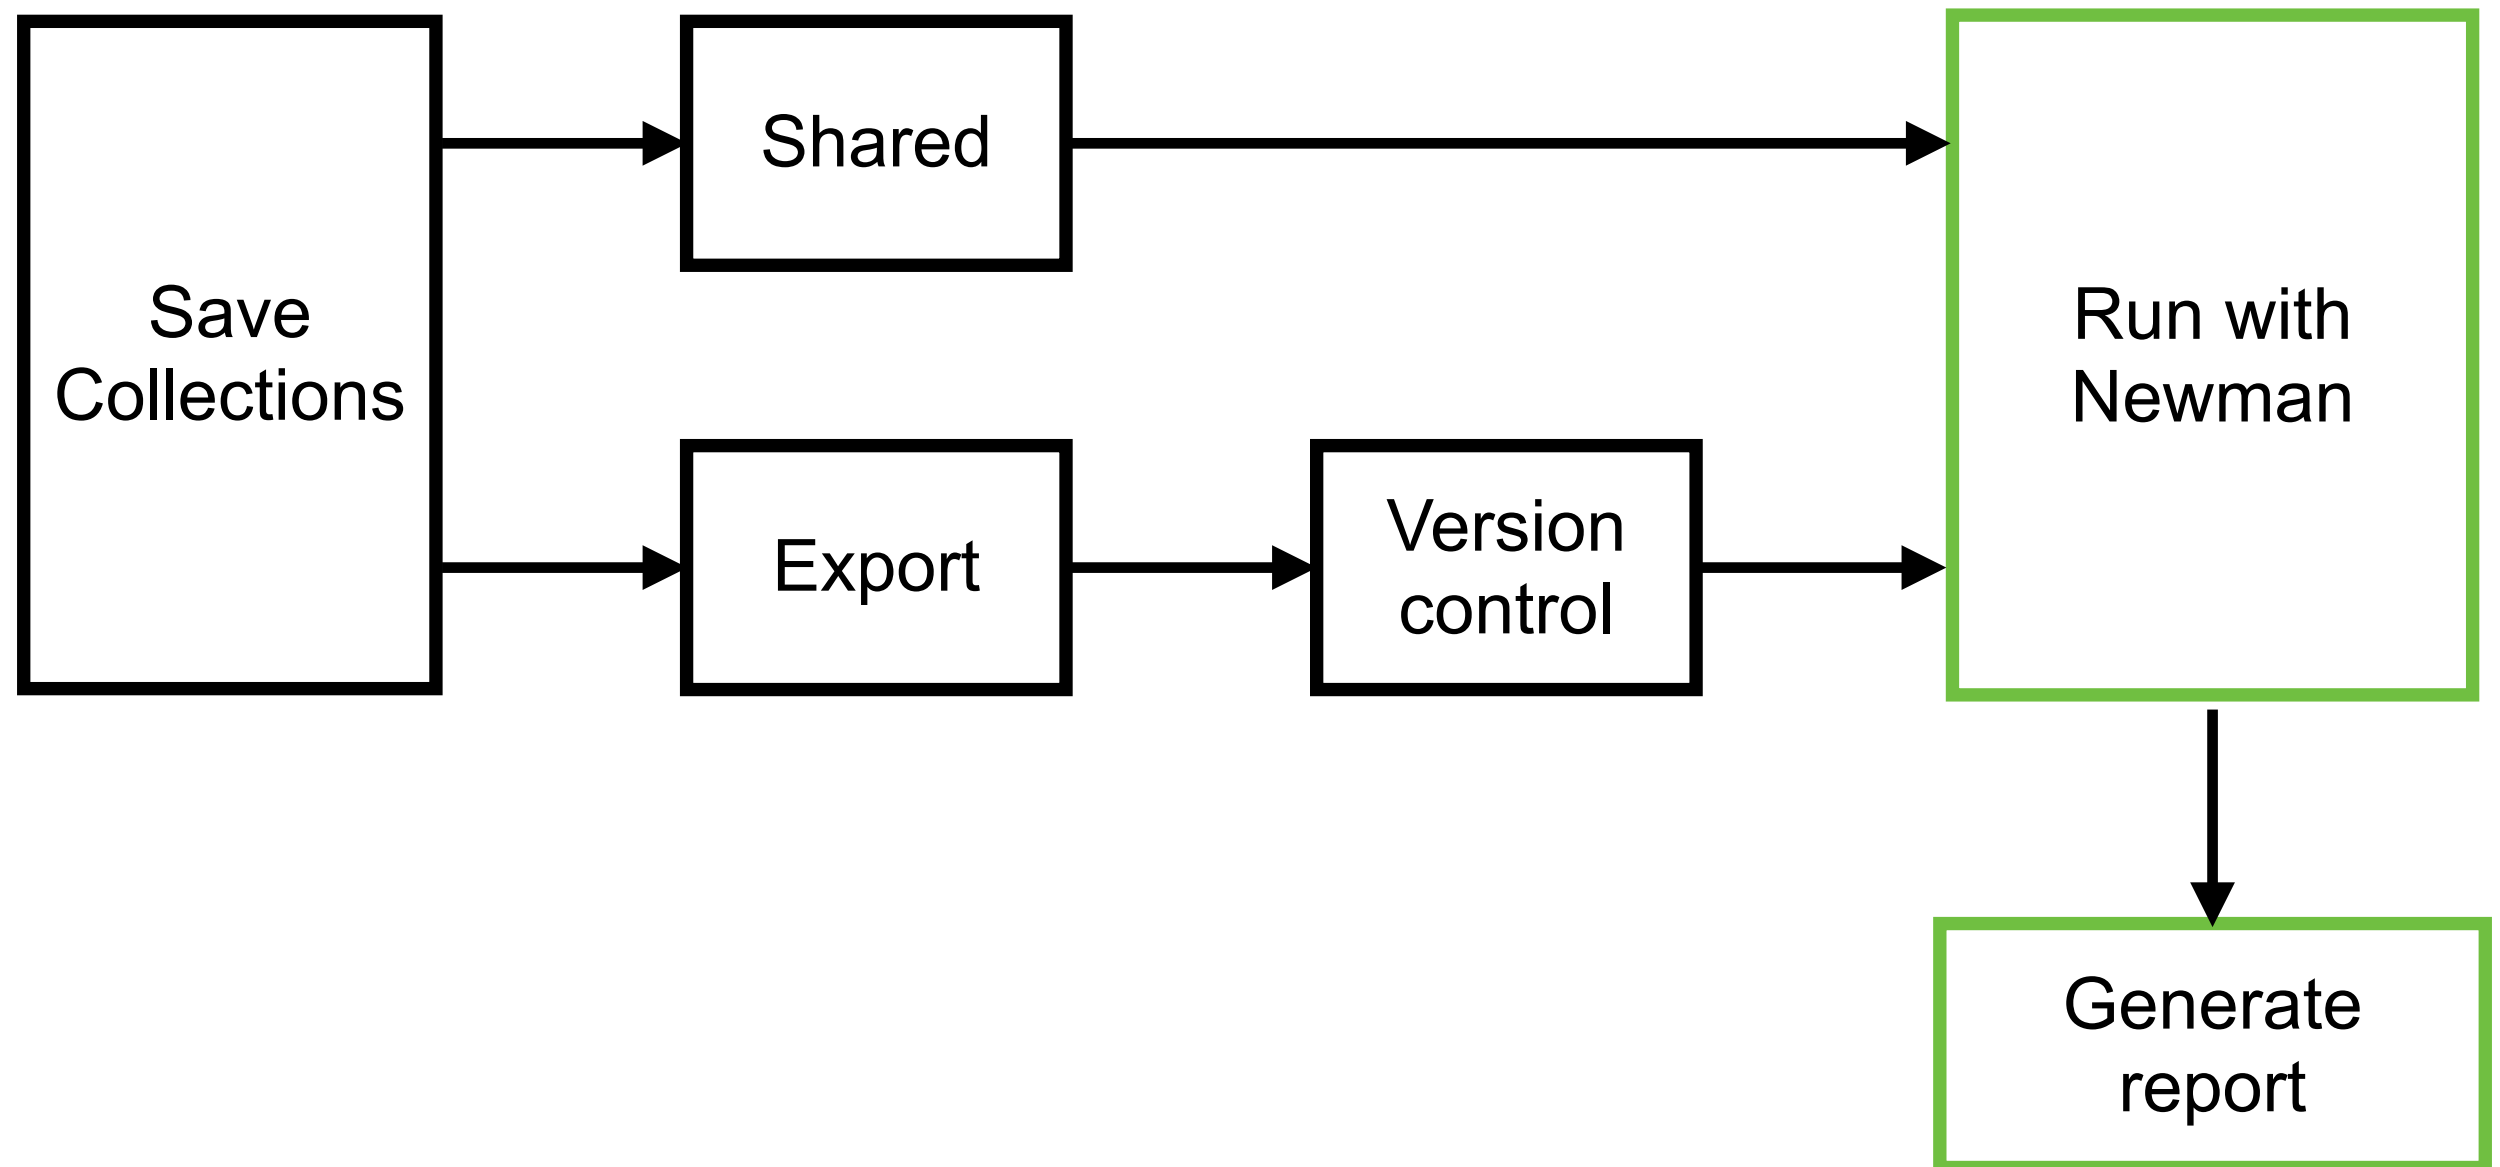 Save
Collections
Shared
Export
Version
control
Run with
Newman
Generate
report